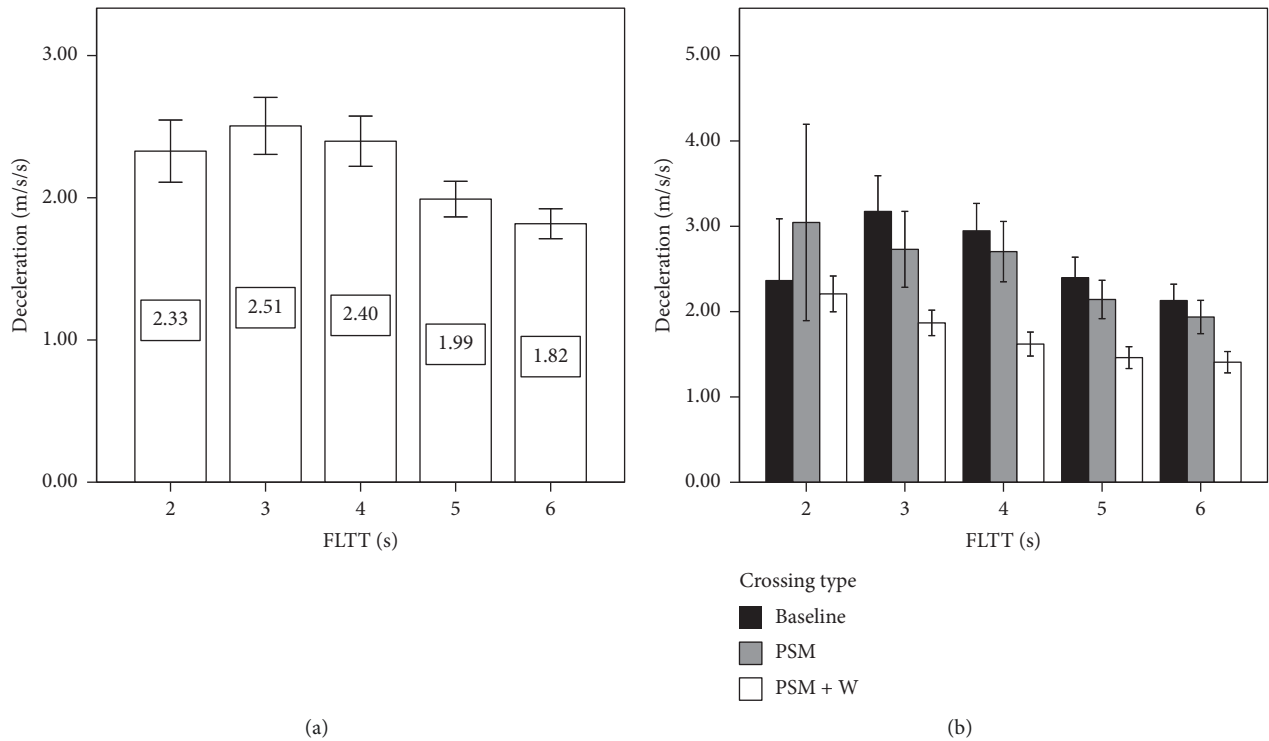 3.00
2.00
1.00
0.00
Deceleration (m/s/s)
2.33
2.51
2.40
1.99
1.82
2 3 4 5 6
FLTT (s)
(a)
5.00
4.00
3.00
2.00
1.00
0.00
Deceleration (m/s/s)
2 3 4 5 6
FLTT (s)
Crossing type
Baseline
PSM
PSM + W
(b)